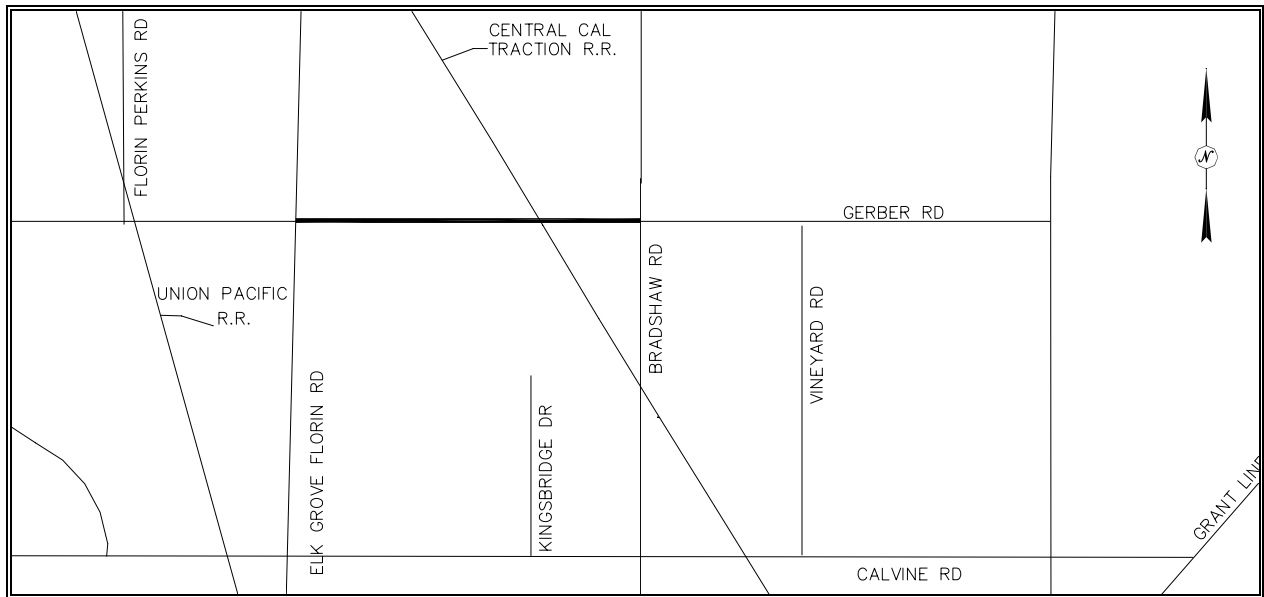 FLORIN PERKINS RD
CENTRAL CAL
TRACTION R.R.
N
GERBER RD
UNION PACIFIC
R.R.
BRADSHAW RD
VINEYARD RD
ELK GROVE FLORIN RD
KINGSBRIDGE DR
GRANT LINE
CALVINE RD